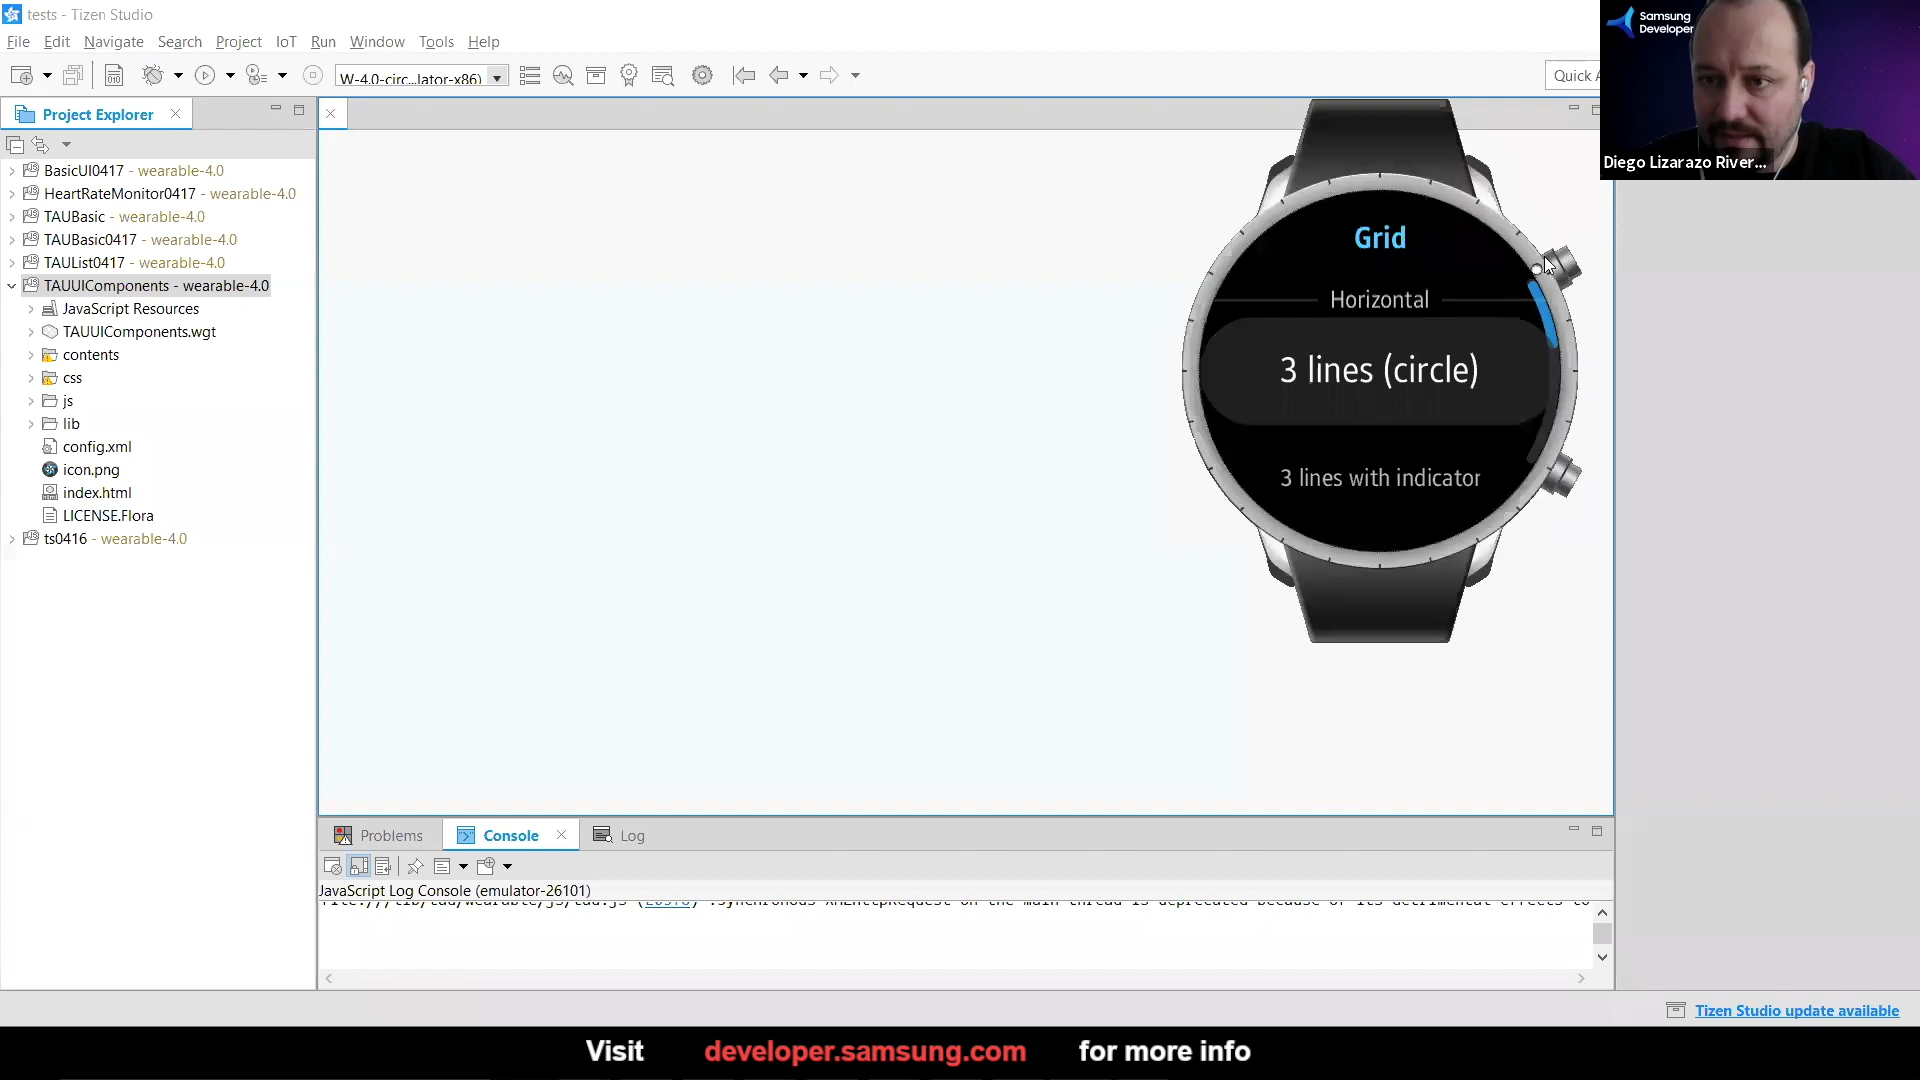 tests - Tizen Studio
File Edit Navigate Search Project IoT Run Window Tools Help
W-4.0-circ...lator-x86)
Quick
Samsung
Developer
Diego Lizarazo River...
Project Explorer
BasicUI0417 - wearable-4.0
HeartRateMonitor0417 - wearable-4.0
TAUBasic - wearable-4.0
TAUBasic0417 - wearable-4.0
TAUList0417 - wearable-4.0
TAUUIComponents - wearable-4.0
JavaScript Resources
TAUUIComponents.wgt
contents
css
js
lib
config.xml
icon.png
index.html
LICENSE.Flora
ts0416 - wearable-4.0
Grid
Horizontal
3 lines (circle)
3 lines with indicator
Problems Console Log
JavaScript Log Console (emulator-26101)
Tizen Studio update available
Visit developer.samsung.com for more info